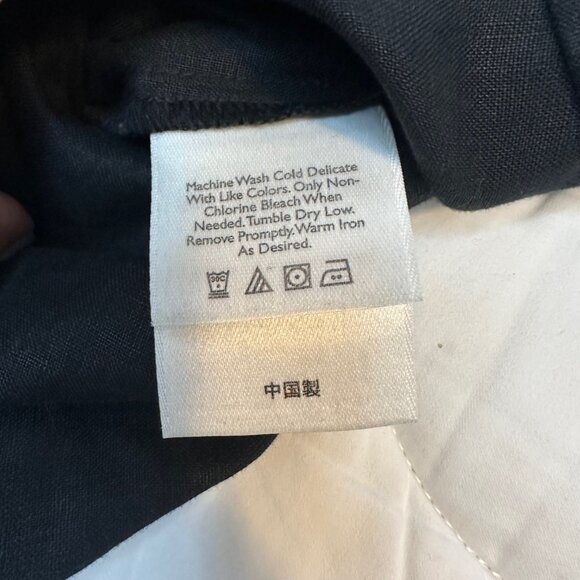 Machine Wash Cold Delicate
With Like Colors. Only Non-
Chlorine Bleach When
Needed. Tumble Dry Low.
Remove Promptly. Warm Iron
As Desired.
30C
中国製